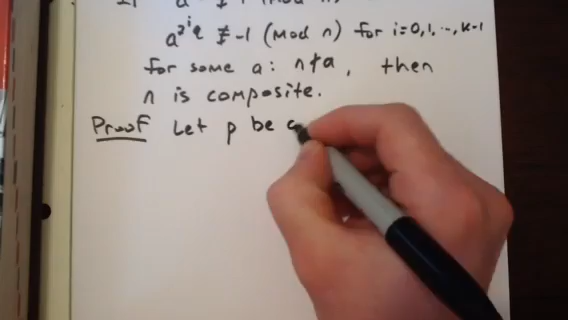 a^{2^i q} ≢ -1 (mod n) for i=0,1,..,k-1
for some a: n∤a, then
n is composite.
Proof Let p be